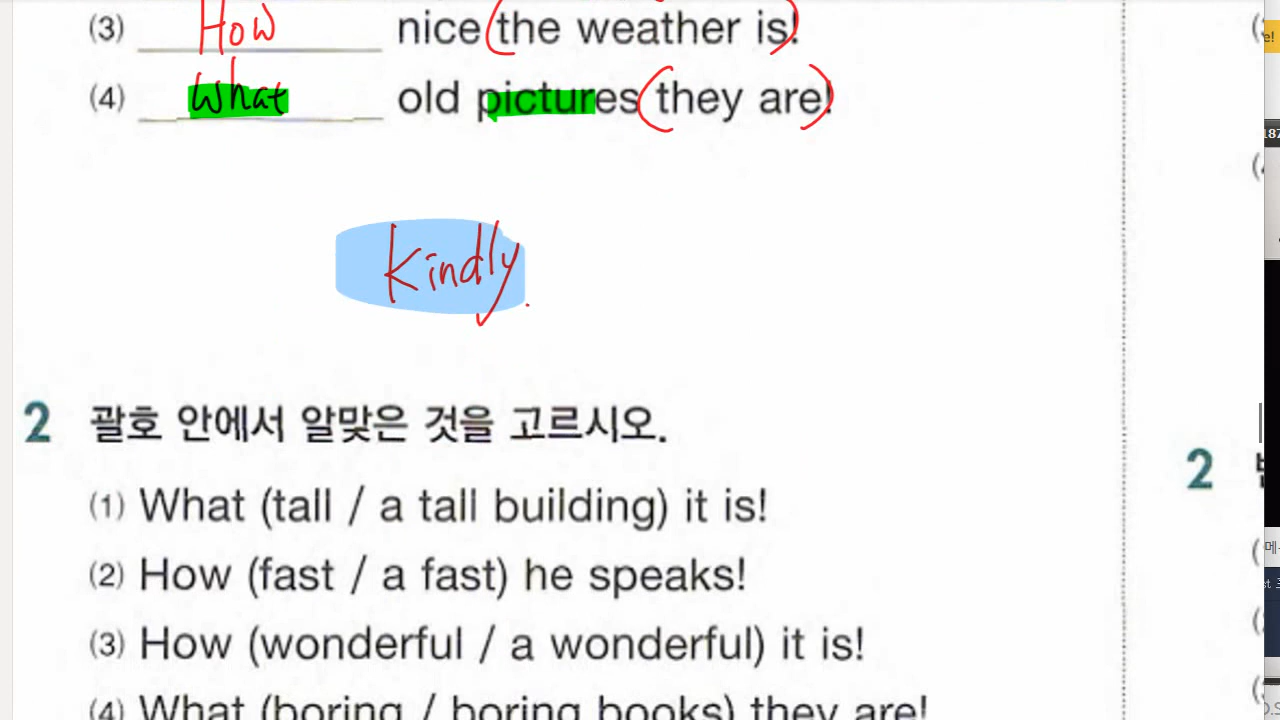 (3) How nice (the weather is!)
(4) What old pictures (they are!)
Kindly.
2 괄호 안에서 알맞은 것을 고르시오.
(1) What (tall / a tall building) it is!
(2) How (fast / a fast) he speaks!
(3) How (wonderful / a wonderful) it is!
(4) What (boring / boring books) they are!
2